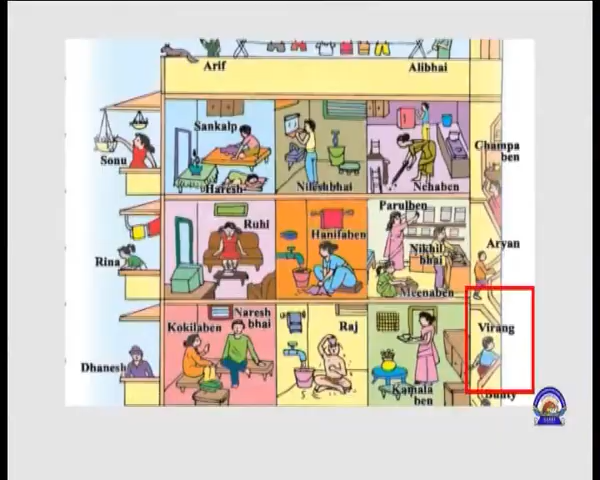 Arif
Alibhai
Sankalp
Sonu
Haresh
Nileshbhai
Nehaben
Champa
ben
Ruhi
Hanifaben
Parulben
Nikhil
bhai
Meenaben
Aryan
Rina
Kokilaben
Naresh
bhai
Raj
Virang
Dhanesh
Kamala
ben
Bunty